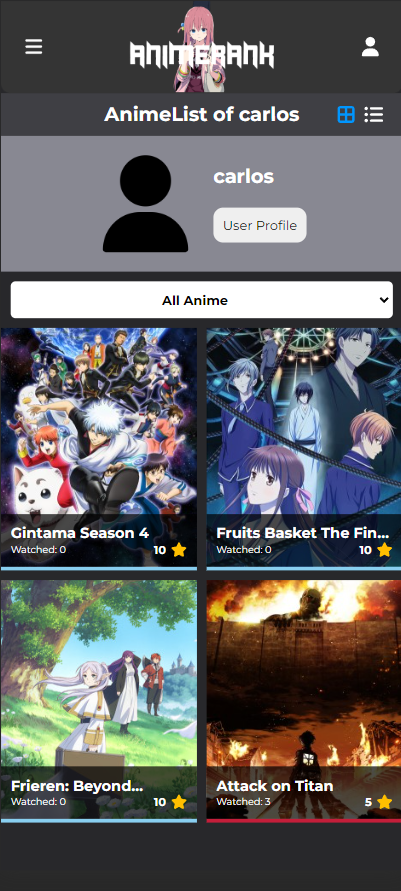 ANIMERANK
AnimeList of carlos
carlos
User Profile
All Anime
Gintama Season 4
Watched: 0
10
Fruits Basket The Fin...
Watched: 0
10
Frieren: Beyond...
Watched: 0
10
Attack on Titan
Watched: 3
5